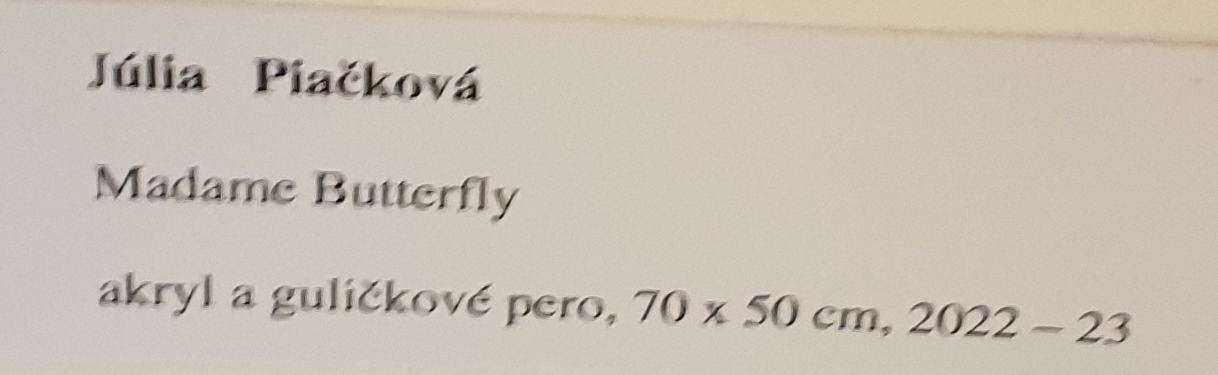 Júlia Piačková
Madame Butterfly
akryl a guličkové pero, 70 x 50 cm, 2022 – 23